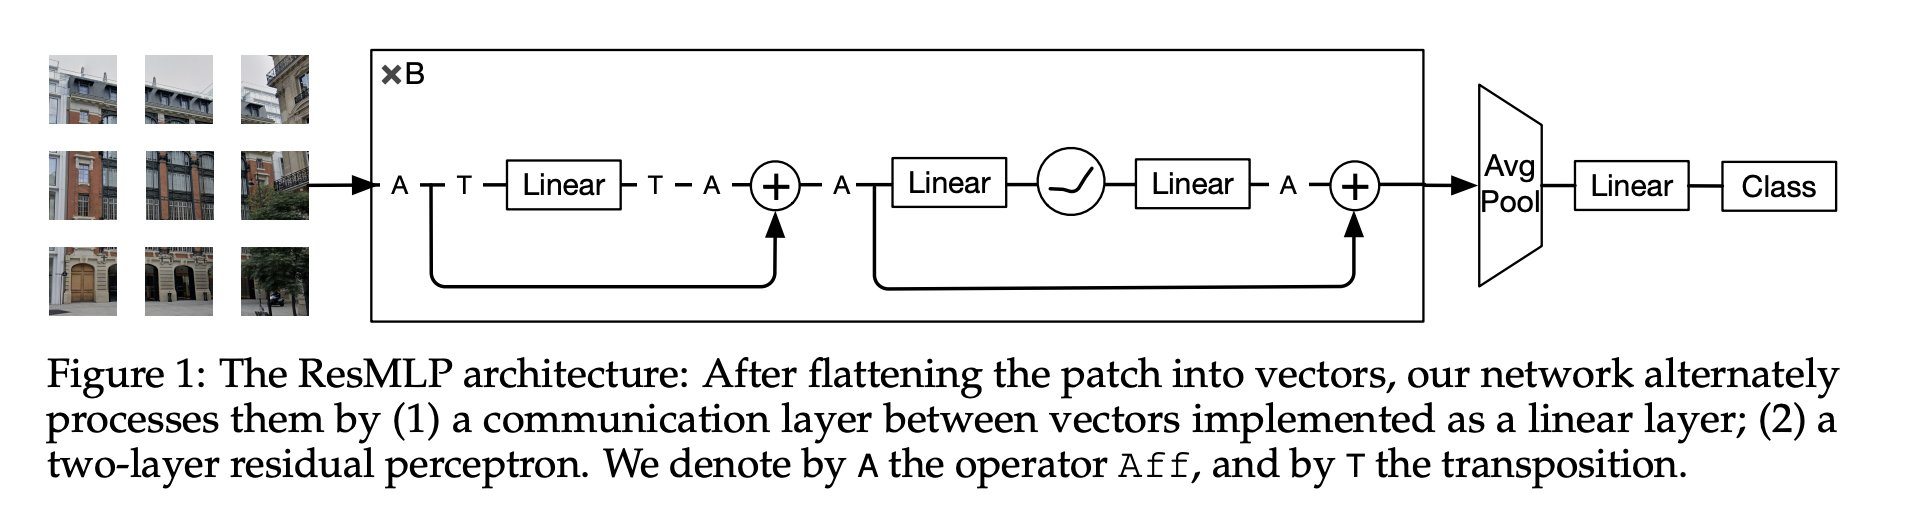 ×B
A T Linear T A + A Linear Linear A + Avg Pool Linear Class
Figure 1: The ResMLP architecture: After flattening the patch into vectors, our network alternately
processes them by (1) a communication layer between vectors implemented as a linear layer; (2) a
two-layer residual perceptron. We denote by A the operator Aff, and by T the transposition.